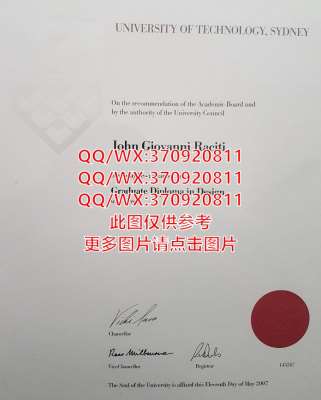 UNIVERSITY OF TECHNOLOGY, SYDNEY
On the recommendation of the Academic Board and
by the authority of the University Council
John Giovanni Raciti
QQ/WX:370920811
QQ/WX:370920811
Graduate Diploma in Design
QQ/WX:370920811
此图仅供参考
更多图片请点击图片
Chancellor
Vice-Chancellor
Registrar
The Seal of the University is affixed this Eleventh Day of May 2007